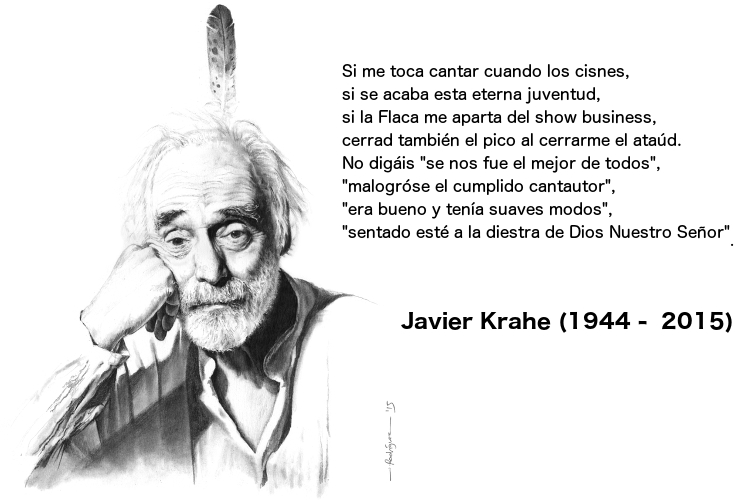 Si me toca cantar cuando los cisnes,
si se acaba esta eterna juventud,
si la Flaca me aparta del show business,
cerrad también el pico al cerrarme el ataúd.
No digáis "se nos fue el mejor de todos",
"malogróse el cumplido cantautor",
"era bueno y tenía suaves modos",
"sentado esté a la diestra de Dios Nuestro Señor".
Javier Krahe (1944 - 2015)
— Rodríguez — '15